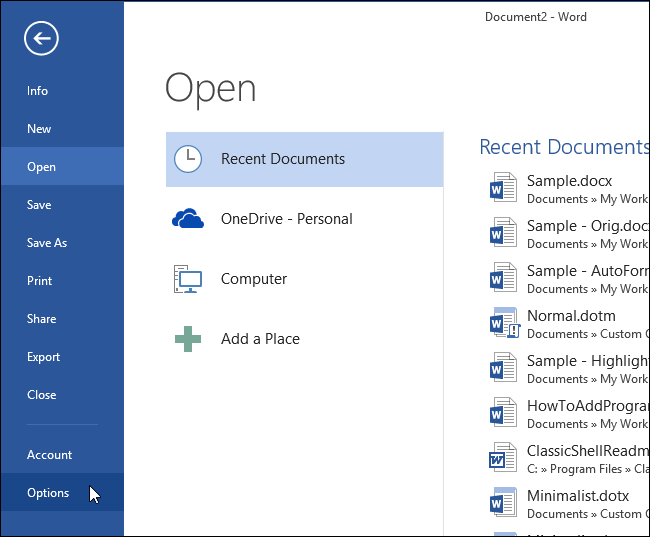 Document2 - Word
Info
New
Open
Save
Save As
Print
Share
Export
Close
Account
Options
Open
Recent Documents
OneDrive - Personal
Computer
Add a Place
Recent Documents
Sample.docx
Documents » My Work
Sample - Orig.doc
Documents » My Work
Sample - AutoForm
Documents » My Work
Normal.dotm
Documents » Custom O
Sample - Highlight
Documents » My Work
HowToAddProgram
Documents » My Work
ClassicShellReadm
C: » Program Files » Cla
Minimalist.dotx
Documents » Custom O